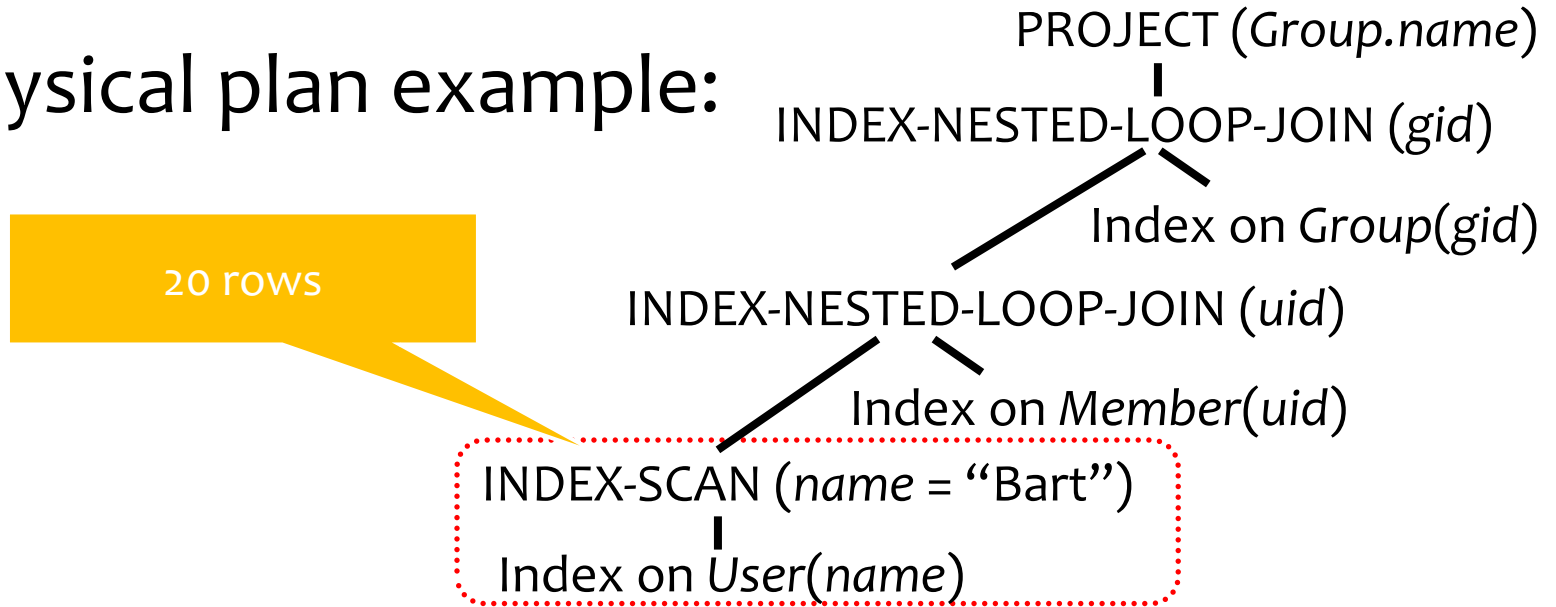 PROJECT (Group.name)
ysical plan example:
INDEX-NESTED-LOOP-JOIN (gid)
Index on Group(gid)
20 rows
INDEX-NESTED-LOOP-JOIN (uid)
Index on Member(uid)
INDEX-SCAN (name = “Bart”)
Index on User(name)